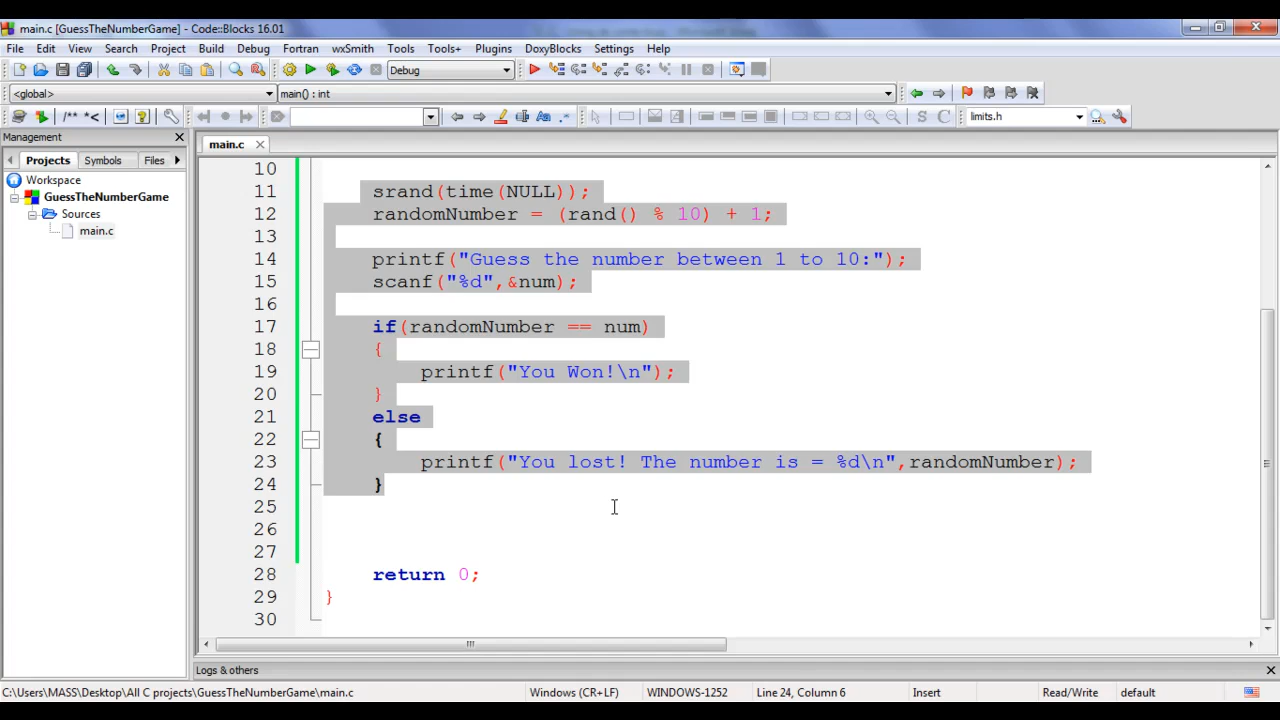 main.c [GuessTheNumberGame] - Code::Blocks 16.01
File Edit View Search Project Build Debug Fortran wxSmith Tools Tools+ Plugins DoxyBlocks Settings Help
Debug
<global> main() : int
/** *< limits.h
Management
Projects Symbols Files
main.c
Workspace
GuessTheNumberGame
Sources
main.c
10
11 srand(time(NULL));
12 randomNumber = (rand() % 10) + 1;
13
14 printf("Guess the number between 1 to 10:");
15 scanf("%d",&num);
16
17 if(randomNumber == num)
18 {
19 printf("You Won!\n");
20 }
21 else
22 {
23 printf("You lost! The number is = %d\n",randomNumber);
24 }
25
26
27
28 return 0;
29 }
30
Logs & others
C:\Users\MASS\Desktop\All C projects\GuessTheNumberGame\main.c Windows (CR+LF) WINDOWS-1252 Line 24, Column 6 Insert Read/Write default